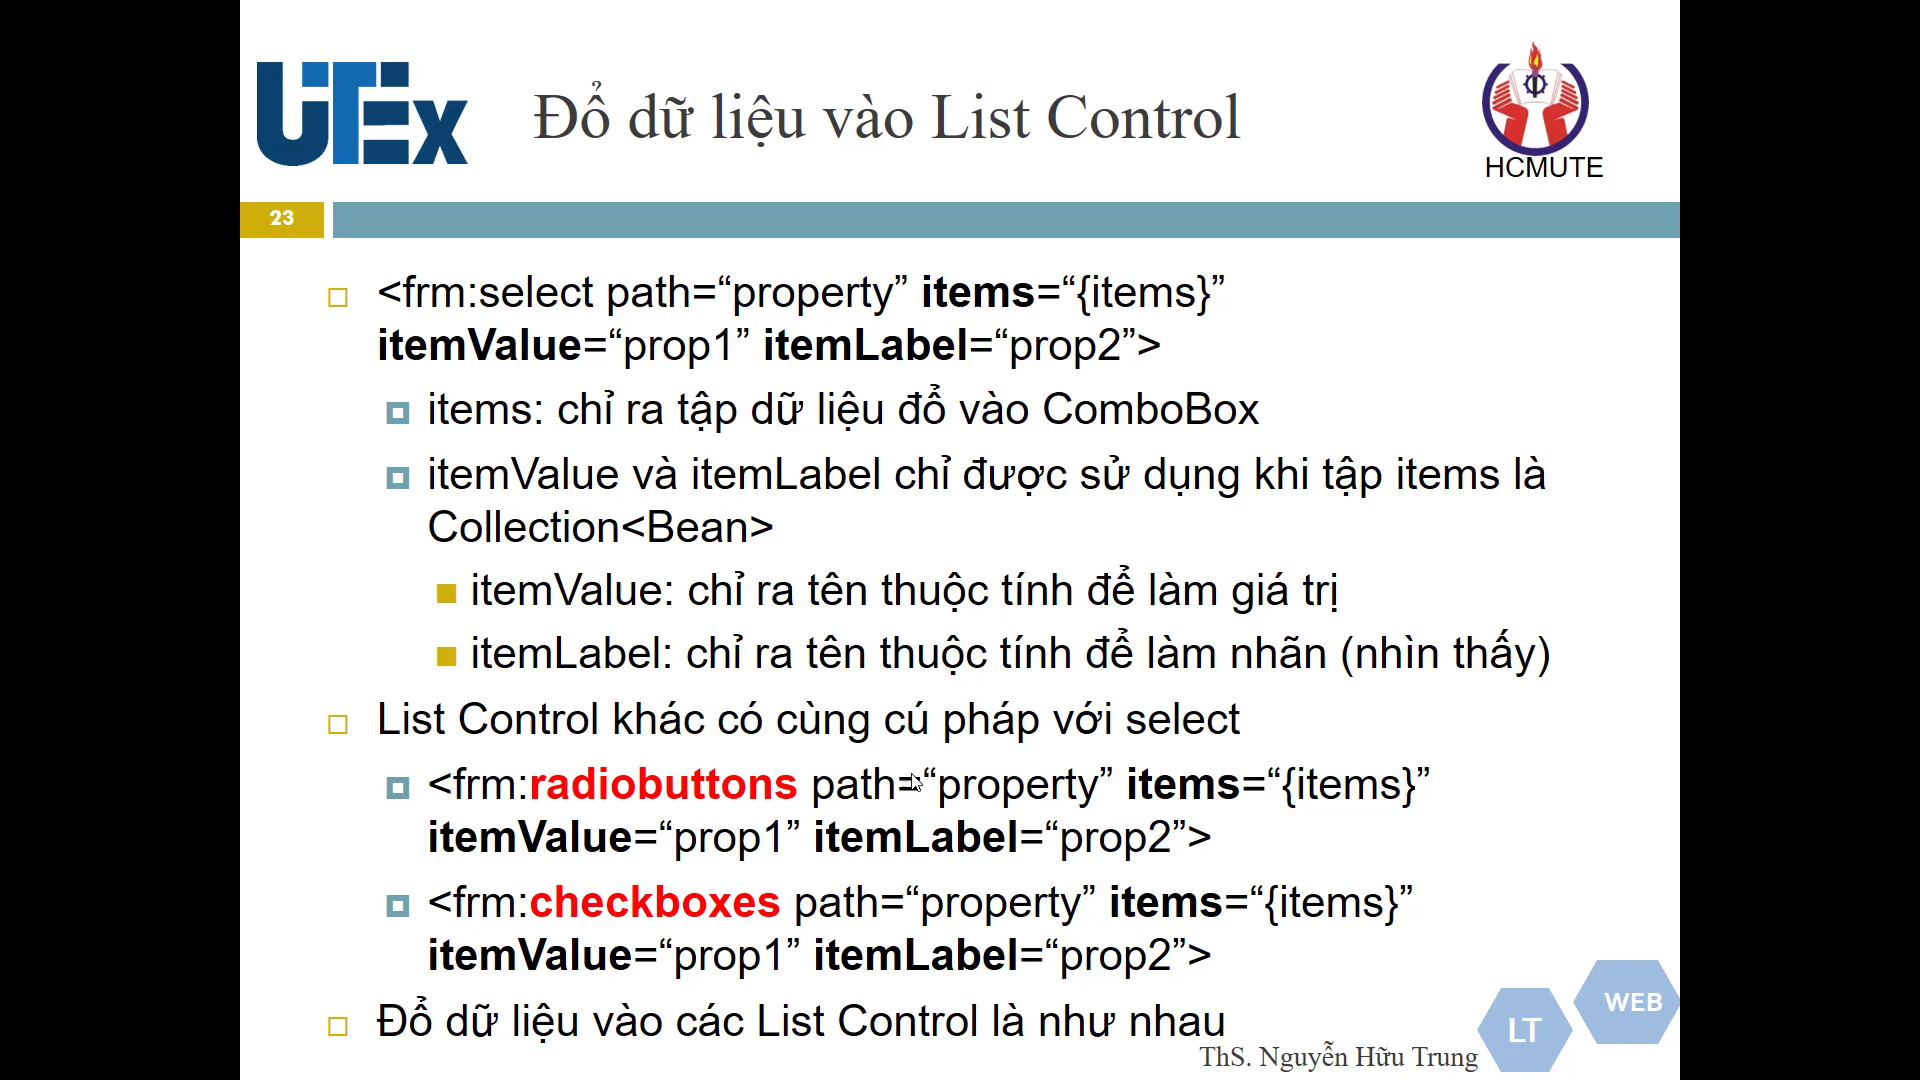 UTEx
Đổ dữ liệu vào List Control
HCMUTE
23
<frm:select path=“property” items=“{items}”
itemValue=“prop1” itemLabel=“prop2”>
items: chỉ ra tập dữ liệu đổ vào ComboBox
itemValue và itemLabel chỉ được sử dụng khi tập items là
Collection<Bean>
itemValue: chỉ ra tên thuộc tính để làm giá trị
itemLabel: chỉ ra tên thuộc tính để làm nhãn (nhìn thấy)
List Control khác có cùng cú pháp với select
<frm:radiobuttons path=“property” items=“{items}”
itemValue=“prop1” itemLabel=“prop2”>
<frm:checkboxes path=“property” items=“{items}”
itemValue=“prop1” itemLabel=“prop2”>
Đổ dữ liệu vào các List Control là như nhau
ThS. Nguyễn Hữu Trung
LT
WEB